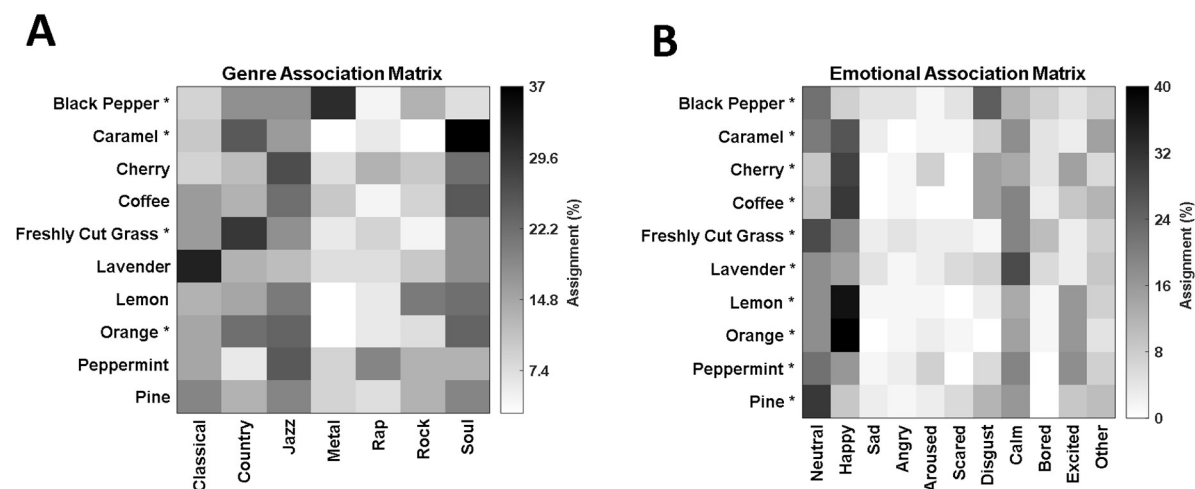 A
Genre Association Matrix
Black Pepper *
Caramel *
Cherry
Coffee
Freshly Cut Grass *
Lavender
Lemon
Orange *
Peppermint
Pine
Classical
Country
Jazz
Metal
Rap
Rock
Soul
37
29.6
22.2
14.8
7.4
Assignment (%)
B
Emotional Association Matrix
Black Pepper *
Caramel *
Cherry *
Coffee *
Freshly Cut Grass *
Lavender *
Lemon *
Orange *
Peppermint *
Pine *
Neutral
Happy
Sad
Angry
Aroused
Scared
Disgust
Calm
Bored
Excited
Other
40
32
24
16
8
0
Assignment (%)